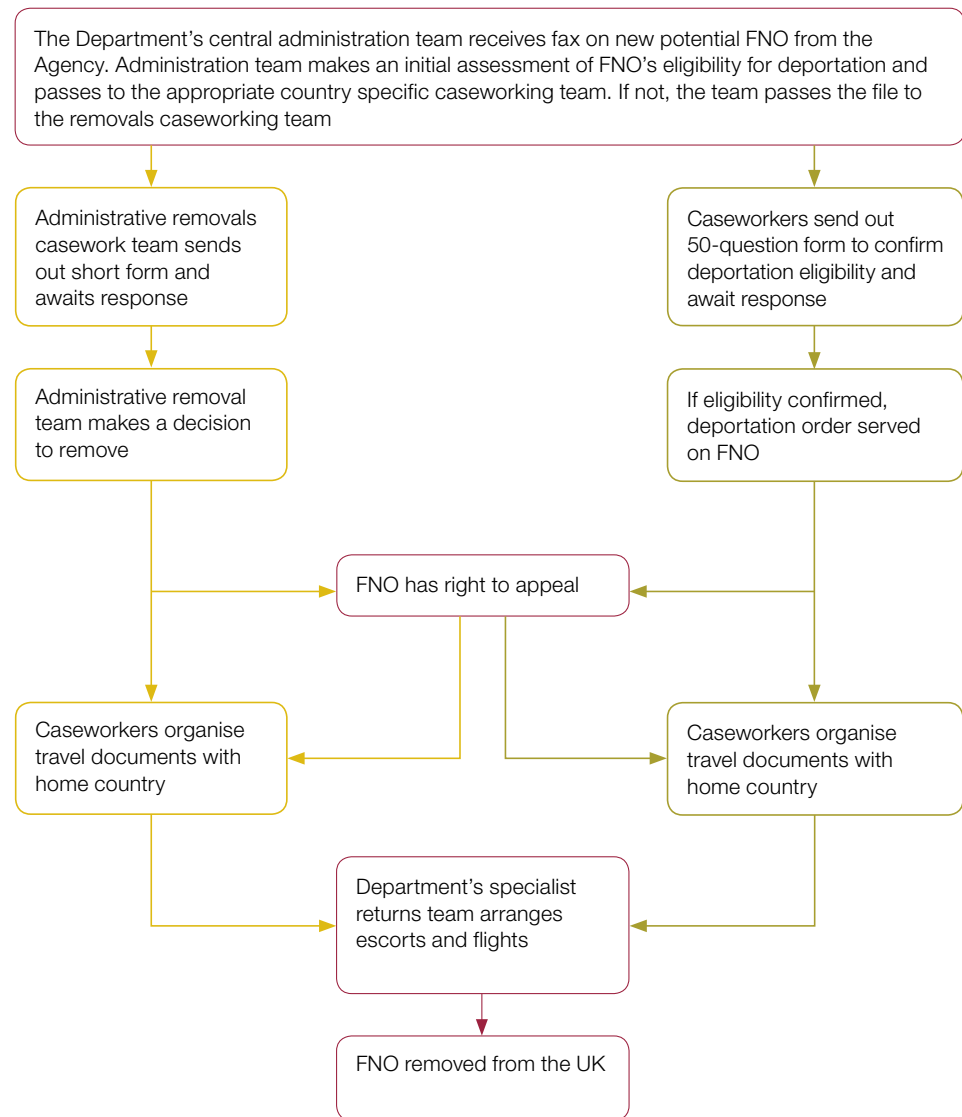 The Department’s central administration team receives fax on new potential FNO from the
Agency. Administration team makes an initial assessment of FNO’s eligibility for deportation and
passes to the appropriate country specific caseworking team. If not, the team passes the file to
the removals caseworking team
Administrative removals
casework team sends
out short form and
awaits response
Caseworkers send out
50-question form to confirm
deportation eligibility and
await response
Administrative removal
team makes a decision
to remove
If eligibility confirmed,
deportation order served
on FNO
FNO has right to appeal
Caseworkers organise
travel documents with
home country
Caseworkers organise
travel documents with
home country
Department’s specialist
returns team arranges
escorts and flights
FNO removed from the UK